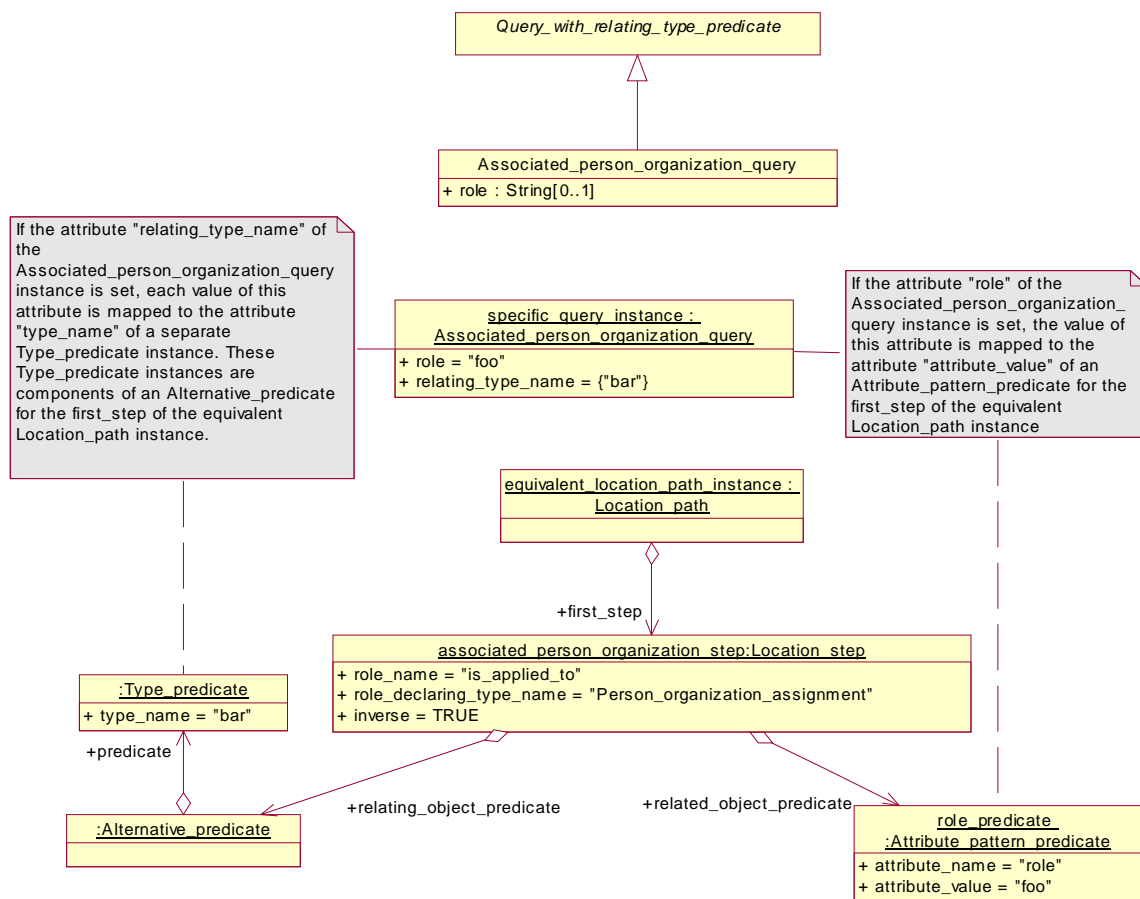 Query_with_relating_type_predicate
Associated_person_organization_query
+ role : String[0..1]
If the attribute "relating_type_name" of
the
Associated_person_organization_query
instance is set, each value of this
attribute is mapped to the attribute
"type_name" of a separate
Type_predicate instance. These
Type_predicate instances are
components of an Alternative_predicate
for the first_step of the equivalent
Location_path instance.
specific_query_instance :
Associated_person_organization_query
+ role = "foo"
+ relating_type_name = {"bar"}
If the attribute "role" of the
Associated_person_organization_
query instance is set, the value of
this attribute is mapped to the
attribute "attribute_value" of an
Attribute_pattern_predicate for the
first_step of the equivalent
Location_path instance
equivalent_location_path_instance :
Location_path
+first_step
associated_person_organization_step:Location_step
+ role_name = "is_applied_to"
+ role_declaring_type_name = "Person_organization_assignment"
+ inverse = TRUE
:Type_predicate
+ type_name = "bar"
+predicate
+relating_object_predicate
+related_object_predicate
:Alternative_predicate
role_predicate
:Attribute_pattern_predicate
+ attribute_name = "role"
+ attribute_value = "foo"